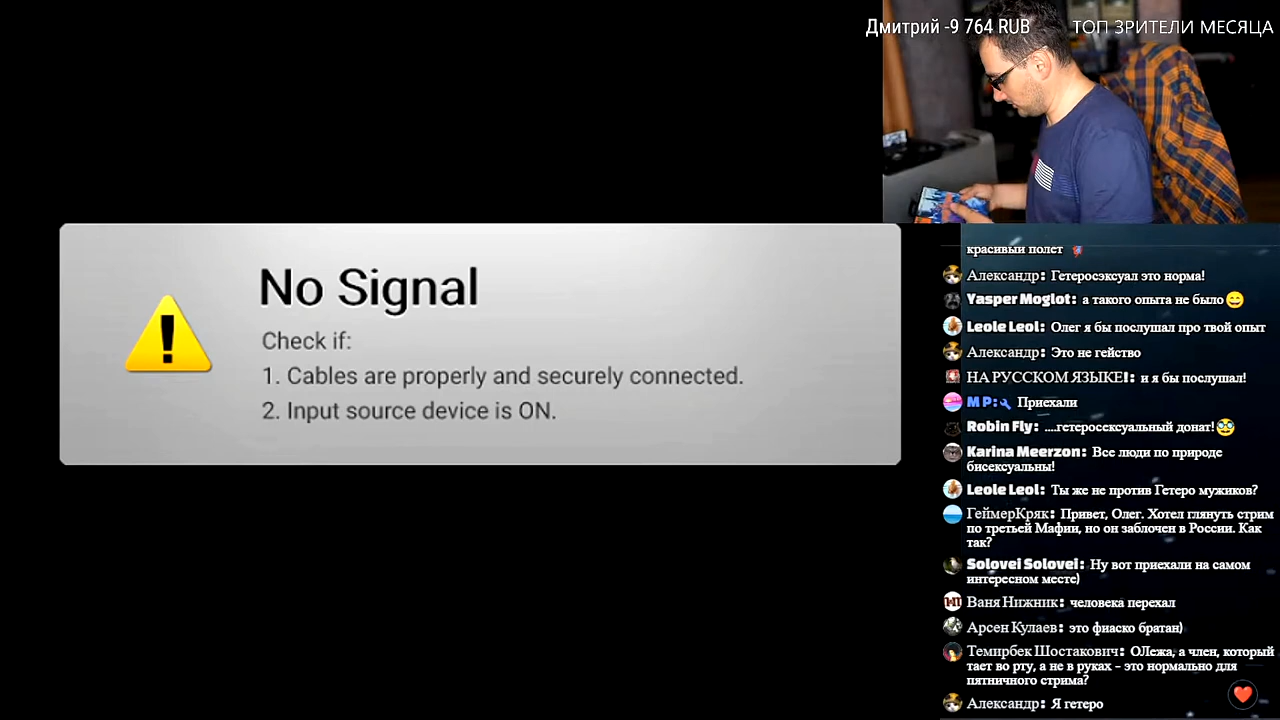 Дмитрий -9 764 RUB
ТОП ЗРИТЕЛИ МЕСЯЦА
No Signal
Check if:
1. Cables are properly and securely connected.
2. Input source device is ON.
красивый полет
Александр: Гетеросэксуал это норма!
Yasper Moglot: а такого опыта не было😄
Leole Leol: Олег я бы послушал про твой опыт
Александр: Это не гейство
НА РУССКОМ ЯЗЫКЕ!: и я бы послушал!
M P: Приехали
Robin Fly: ....гетеросексуальный донат!🥸
Karina Meerzon: Все люди по природе
бисексуальны!
Leole Leol: Ты же не против Гетеро мужиков?
ГеймерКряк: Привет, Олег. Хотел глянуть стрим
по третьей Мафии, но он заблочен в России. Как
так?
Solovei Solovei: Ну вот приехали на самом
интересном месте)
Ваня Нижник: человека перехал
Арсен Кулаев: это фиаско братан)
Темирбек Шостакович: ОЛежа, а член, который
тает во рту, а не в руках – это нормально для
пятничного стрима?
Александр: Я гетеро